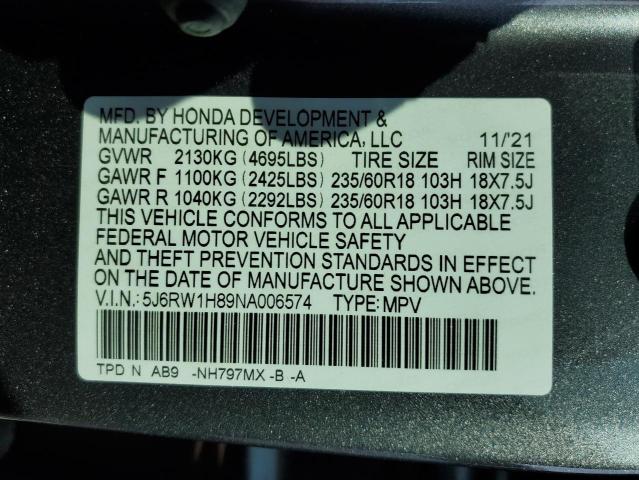 MFD. BY HONDA DEVELOPMENT &
MANUFACTURING OF AMERICA, LLC 11/'21
GVWR 2130KG (4695LBS) TIRE SIZE RIM SIZE
GAWR F 1100KG (2425LBS) 235/60R18 103H 18X7.5J
GAWR R 1040KG (2292LBS) 235/60R18 103H 18X7.5J
THIS VEHICLE CONFORMS TO ALL APPLICABLE
FEDERAL MOTOR VEHICLE SAFETY
AND THEFT PREVENTION STANDARDS IN EFFECT
ON THE DATE OF MANUFACTURE SHOWN ABOVE.
V.I.N.:5J6RW1H89NA006574 TYPE:MPV
TPD N AB9 -NH797MX -B -A